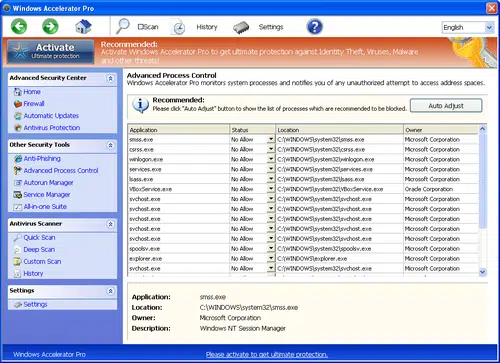 Windows Accelerator Pro
Scan
History
Settings
English
Activate
Ultimate protection
Recommended:
Activate Windows Accelerator Pro to get ultimate protection against Identity Theft, Viruses, Malware
and other threats!
Advanced Security Center
Home
Firewall
Automatic Updates
Antivirus Protection
Other Security Tools
Anti-Phishing
Advanced Process Control
Autorun Manager
Service Manager
All-in-one Suite
Antivirus Scanner
Quick Scan
Deep Scan
Custom Scan
History
Settings
Settings
Advanced Process Control
Windows Accelerator Pro monitors system processes and notifies you of any unauthorized attempt to access address spaces.
Recommended:
Please click "Auto Adjust" button to show the list of processes which are recommended to be blocked.
Auto Adjust
Application Status Location Owner
smss.exe No Allow C:\WINDOWS\system32\smss.exe Microsoft Corporation
csrss.exe No Allow C:\WINDOWS\system32\csrss.exe Microsoft Corporation
winlogon.exe No Allow C:\WINDOWS\system32\winlogon.exe Microsoft Corporation
services.exe No Allow C:\WINDOWS\system32\services.exe Microsoft Corporation
lsass.exe No Allow C:\WINDOWS\system32\lsass.exe Microsoft Corporation
VBoxService.exe No Allow C:\WINDOWS\system32\VBoxService.exe Oracle Corporation
svchost.exe No Allow C:\WINDOWS\system32\svchost.exe Microsoft Corporation
svchost.exe No Allow C:\WINDOWS\system32\svchost.exe Microsoft Corporation
svchost.exe No Allow C:\WINDOWS\system32\svchost.exe Microsoft Corporation
svchost.exe No Allow C:\WINDOWS\system32\svchost.exe Microsoft Corporation
svchost.exe No Allow C:\WINDOWS\system32\svchost.exe Microsoft Corporation
spoolsv.exe No Allow C:\WINDOWS\system32\spoolsv.exe Microsoft Corporation
explorer.exe No Allow C:\WINDOWS\explorer.exe Microsoft Corporation
svchost.exe No Allow C:\WINDOWS\system32\svchost.exe Microsoft Corporation
Application: smss.exe
Location: C:\WINDOWS\system32\smss.exe
Owner: Microsoft Corporation
Description: Windows NT Session Manager
Windows Accelerator Pro
Please activate to get ultimate protection.